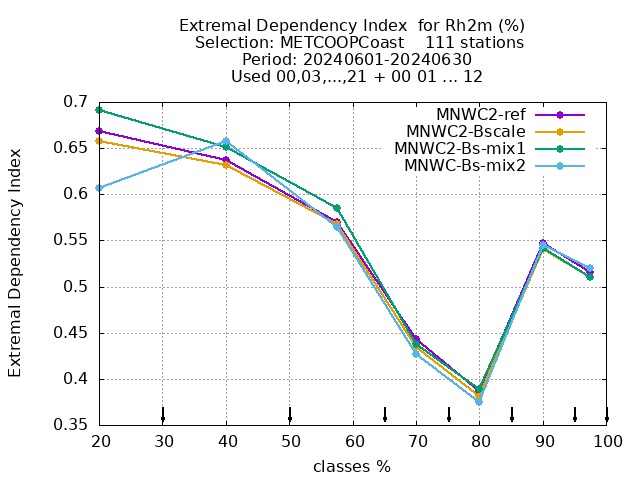 Extremal Dependency Index  for Rh2m (%)
Selection: METCOOPCoast    111 stations
Period: 20240601-20240630
Used 00,03,...,21 + 00 01 ... 12
MNWC2-ref
MNWC2-Bscale
MNWC2-Bs-mix1
MNWC-Bs-mix2
Extremal Dependency Index
0.7
0.65
0.6
0.55
0.5
0.45
0.4
0.35
20 30 40 50 60 70 80 90 100
classes %